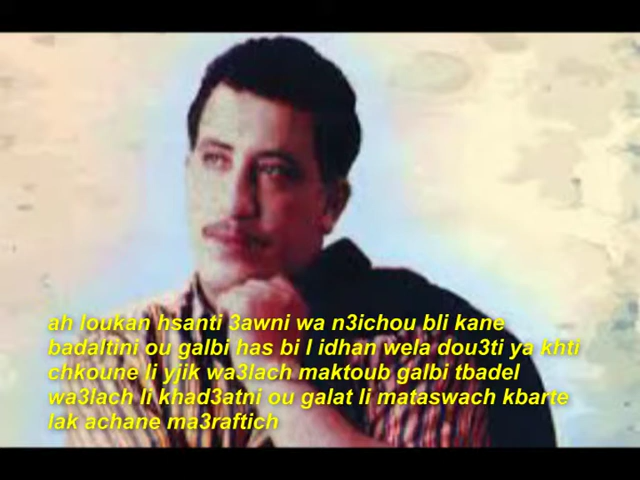 ah loukan hsanti 3awni wa n3ichou bli kane
badaltini ou galbi has bi l idhan wela dou3ti ya khti
chkoune li yjik wa3lach maktoub galbi tbadel
wa3lach li khad3atni ou galat li mataswach kbarte
lak achane ma3raftich